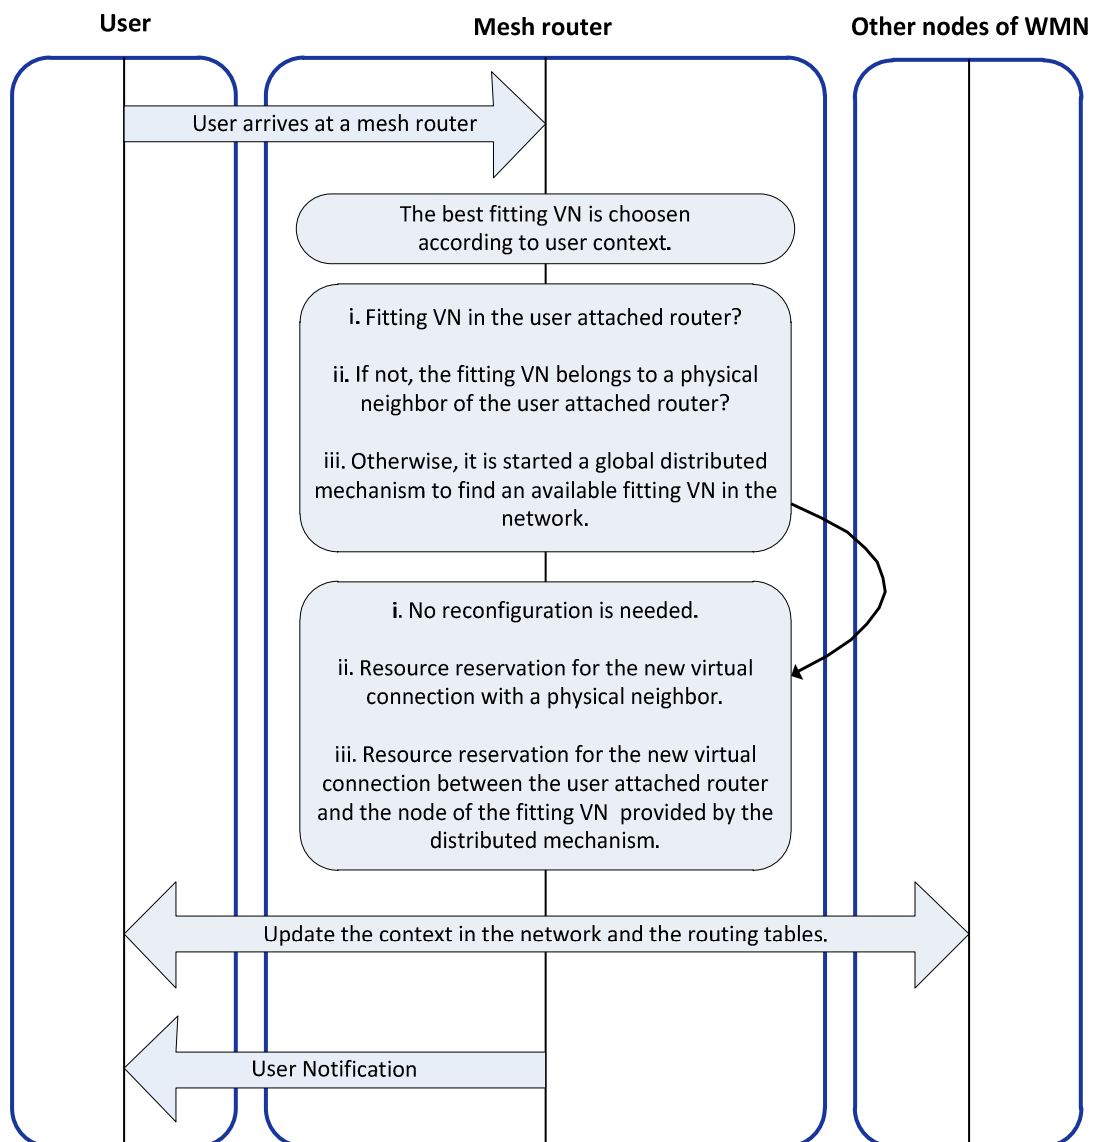 User
Mesh router
Other nodes of WMN
User arrives at a mesh router
The best fitting VN is choosen
according to user context.
i. Fitting VN in the user attached router?
ii. If not, the fitting VN belongs to a physical
neighbor of the user attached router?
iii. Otherwise, it is started a global distributed
mechanism to find an available fitting VN in the
network.
i. No reconfiguration is needed.
ii. Resource reservation for the new virtual
connection with a physical neighbor.
iii. Resource reservation for the new virtual
connection between the user attached router
and the node of the fitting VN provided by the
distributed mechanism.
Update the context in the network and the routing tables.
User Notification